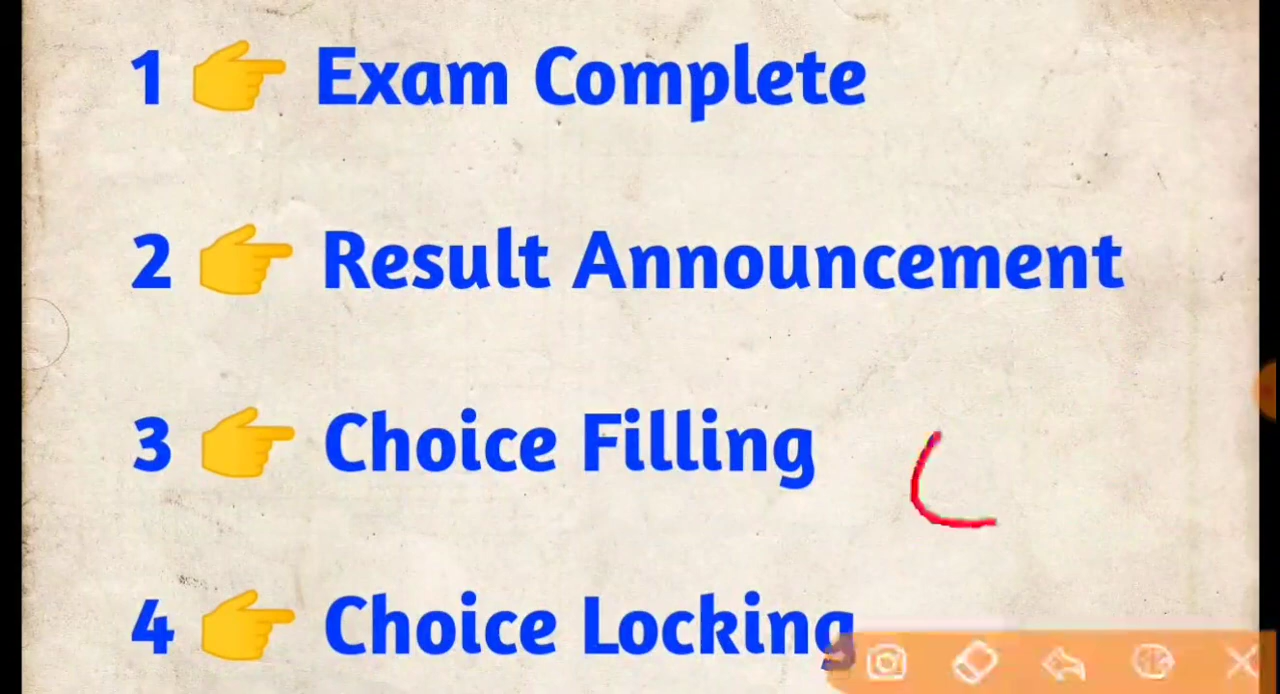 1 👉 Exam Complete
2 👉 Result Announcement
3 👉 Choice Filling
4 👉 Choice Locking